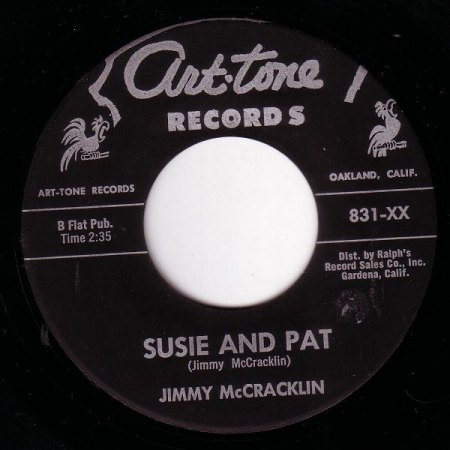 Art-tone
RECORDS
ART-TONE RECORDS
OAKLAND, CALIF.
B Flat Pub.
Time 2:35
831-XX
Dist. by Ralph's
Record Sales Co., Inc.
Gardena, Calif.
SUSIE AND PAT
(Jimmy McCracklin)
JIMMY McCRACKLIN